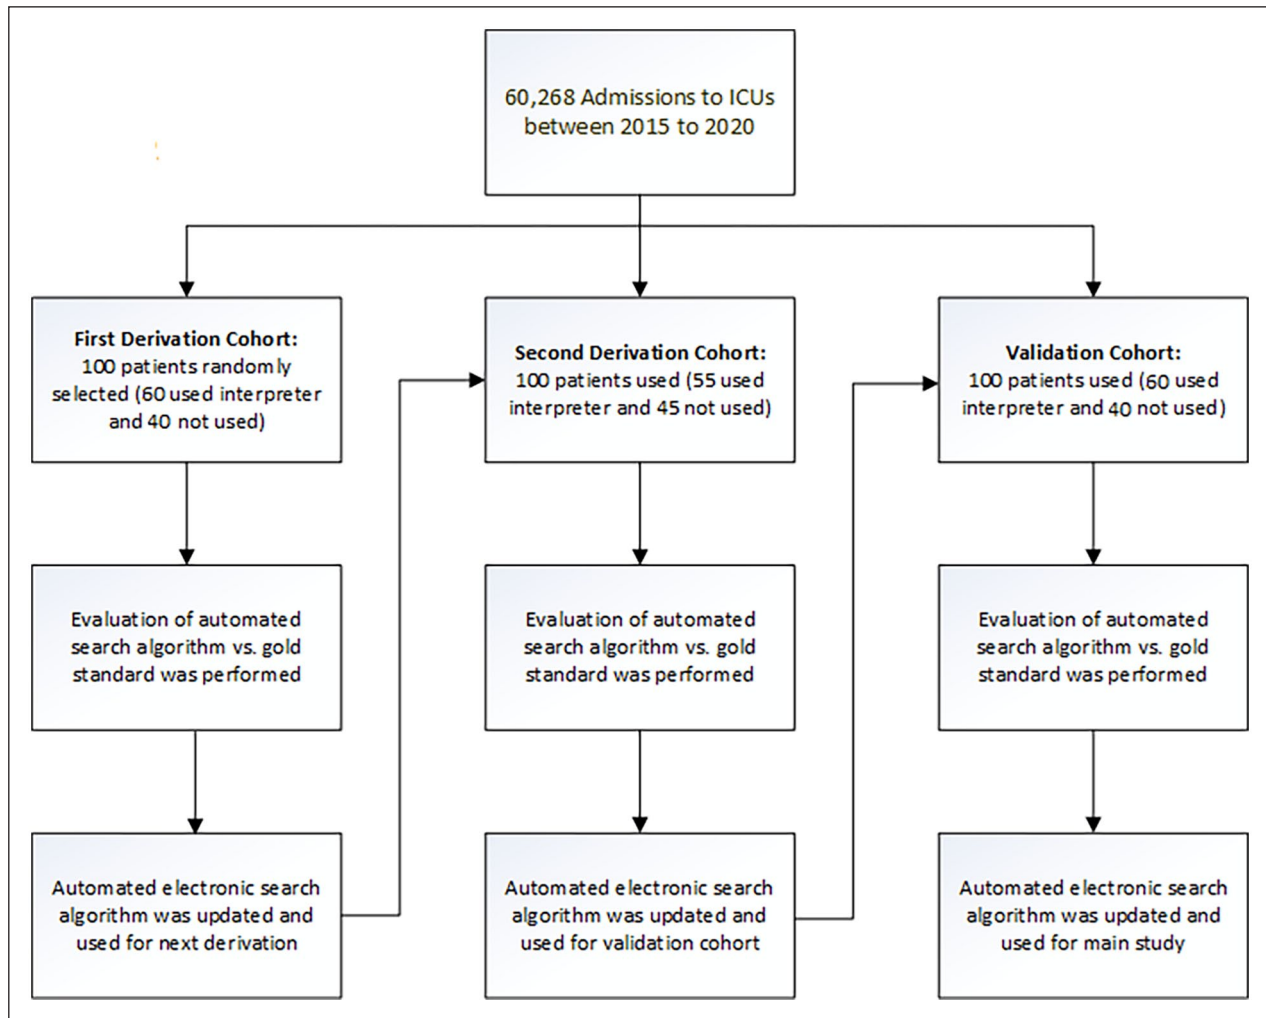 60,268 Admissions to ICUs
between 2015 to 2020
First Derivation Cohort:
100 patients randomly
selected (60 used interpreter
and 40 not used)
Second Derivation Cohort:
100 patients used (55 used
interpreter and 45 not used)
Validation Cohort:
100 patients used (60 used
interpreter and 40 not used)
Evaluation of automated
search algorithm vs. gold
standard was performed
Evaluation of automated
search algorithm vs. gold
standard was performed
Evaluation of automated
search algorithm vs. gold
standard was performed
Automated electronic search
algorithm was updated and
used for next derivation
Automated electronic search
algorithm was updated and
used for validation cohort
Automated electronic search
algorithm was updated and
used for main study